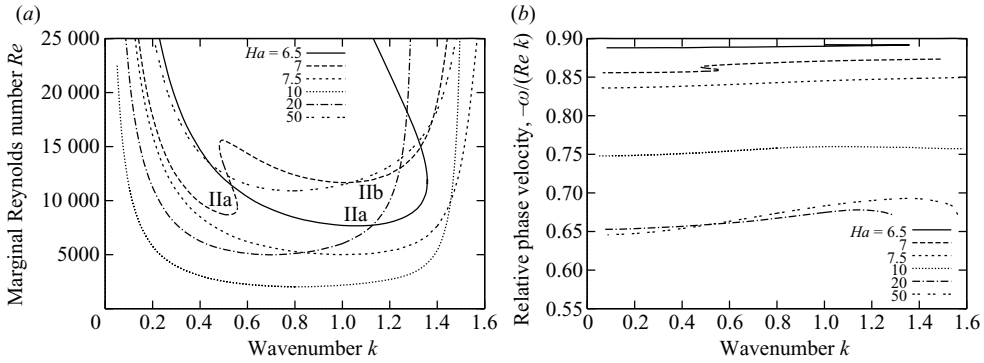 (a)
25 000
20 000
15 000
10 000
5000
0
Marginal Reynolds number Re
Ha = 6.5
7
7.5
10
20
50
IIa
IIb
IIa
0 0.2 0.4 0.6 0.8 1.0 1.2 1.4 1.6
Wavenumber k
(b)
0.90
0.85
0.80
0.75
0.70
0.65
0.60
0.55
Relative phase velocity, –ω/(Re k)
Ha = 6.5
7
7.5
10
20
50
0 0.2 0.4 0.6 0.8 1.0 1.2 1.4 1.6
Wavenumber k